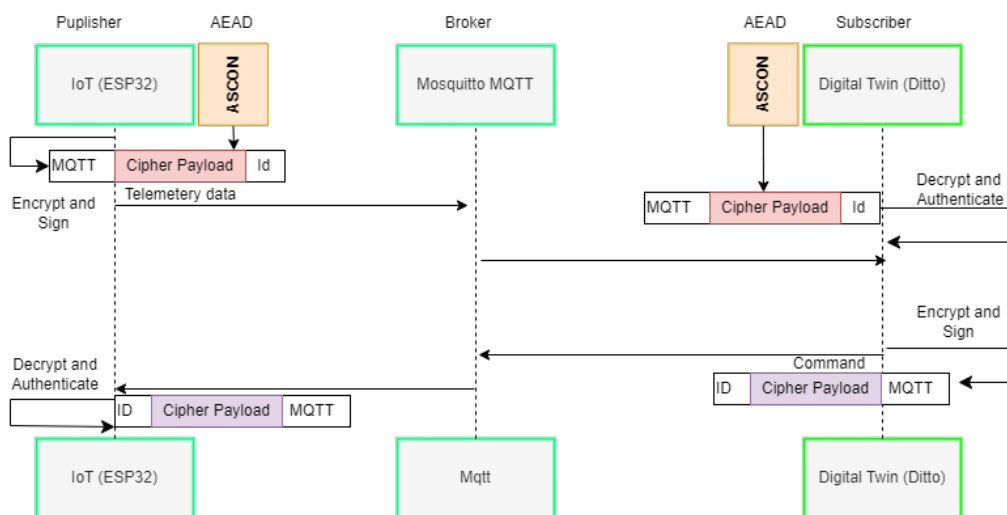 Puplisher
AEAD
Broker
AEAD
Subscriber
IoT (ESP32)
ASCON
Mosquitto MQTT
ASCON
Digital Twin (Ditto)
MQTT
Cipher Payload
Id
Encrypt and
Sign
Telemetery data
MQTT
Cipher Payload
Id
Decrypt and
Authenticate
Encrypt and
Sign
Command
Decrypt and
Authenticate
ID
Cipher Payload
MQTT
ID
Cipher Payload
MQTT
IoT (ESP32)
Mqtt
Digital Twin (Ditto)